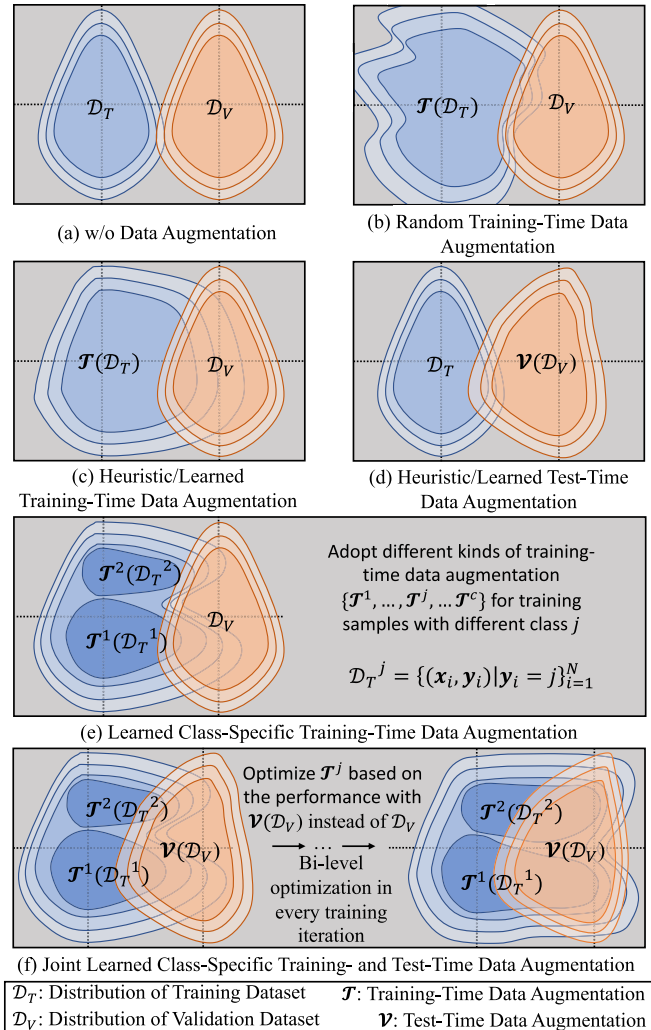 𝒟_T
𝒟_V
(a) w/o Data Augmentation
𝓣(𝒟_T)
𝒟_V
(b) Random Training-Time Data
Augmentation
𝓣(𝒟_T)
𝒟_V
(c) Heuristic/Learned
Training-Time Data Augmentation
𝒟_T
𝓥(𝒟_V)
(d) Heuristic/Learned Test-Time
Data Augmentation
𝓣²(𝒟_T²)
𝓣¹(𝒟_T¹)
𝒟_V
Adopt different kinds of training-
time data augmentation
{𝓣¹, …, 𝓣ʲ, … 𝓣ᶜ} for training
samples with different class j
𝒟_Tʲ = {(𝒙_i, 𝒚_i)|𝒚_i = j}_{i=1}^N
(e) Learned Class-Specific Training-Time Data Augmentation
𝓣²(𝒟_T²)
𝓣¹(𝒟_T¹)
𝓥(𝒟_V)
Optimize 𝓣ʲ based on
the performance with
𝓥(𝒟_V) instead of 𝒟_V
…
Bi-level
optimization in
every training
iteration
𝓣²(𝒟_T²)
𝓣¹(𝒟_T¹)
𝓥(𝒟_V)
(f) Joint Learned Class-Specific Training- and Test-Time Data Augmentation
𝒟_T: Distribution of Training Dataset 𝓣: Training-Time Data Augmentation
𝒟_V: Distribution of Validation Dataset 𝓥: Test-Time Data Augmentation